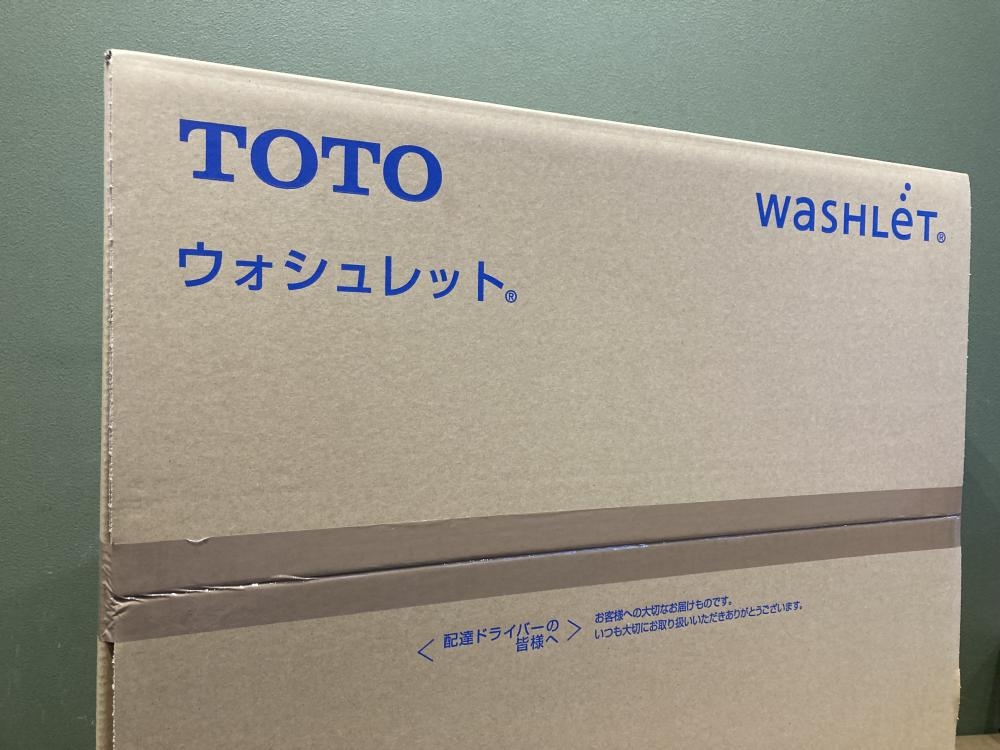 TOTO
WASHLET®
ウォシュレット®
〈 配達ドライバーの
皆様へ 〉
お客様への大切なお届けものです。
いつも大切にお取り扱いいただきありがとうございます。